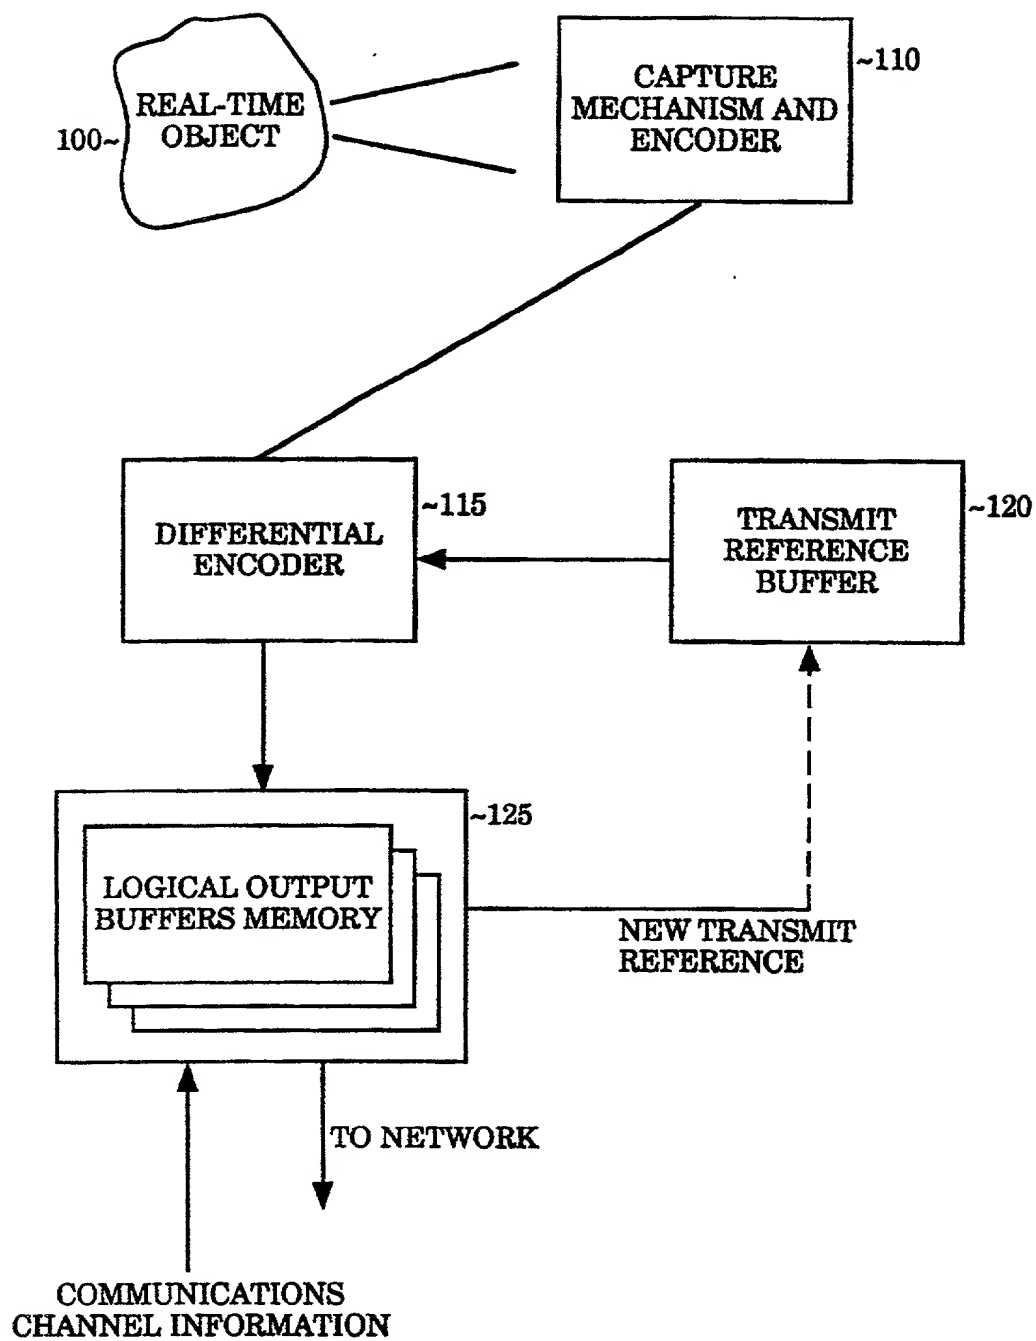 REAL-TIME
OBJECT
100~
CAPTURE
MECHANISM AND
ENCODER
~110
DIFFERENTIAL
ENCODER
~115
TRANSMIT
REFERENCE
BUFFER
~120
~125
LOGICAL OUTPUT
BUFFERS MEMORY
NEW TRANSMIT
REFERENCE
TO NETWORK
COMMUNICATIONS
CHANNEL INFORMATION